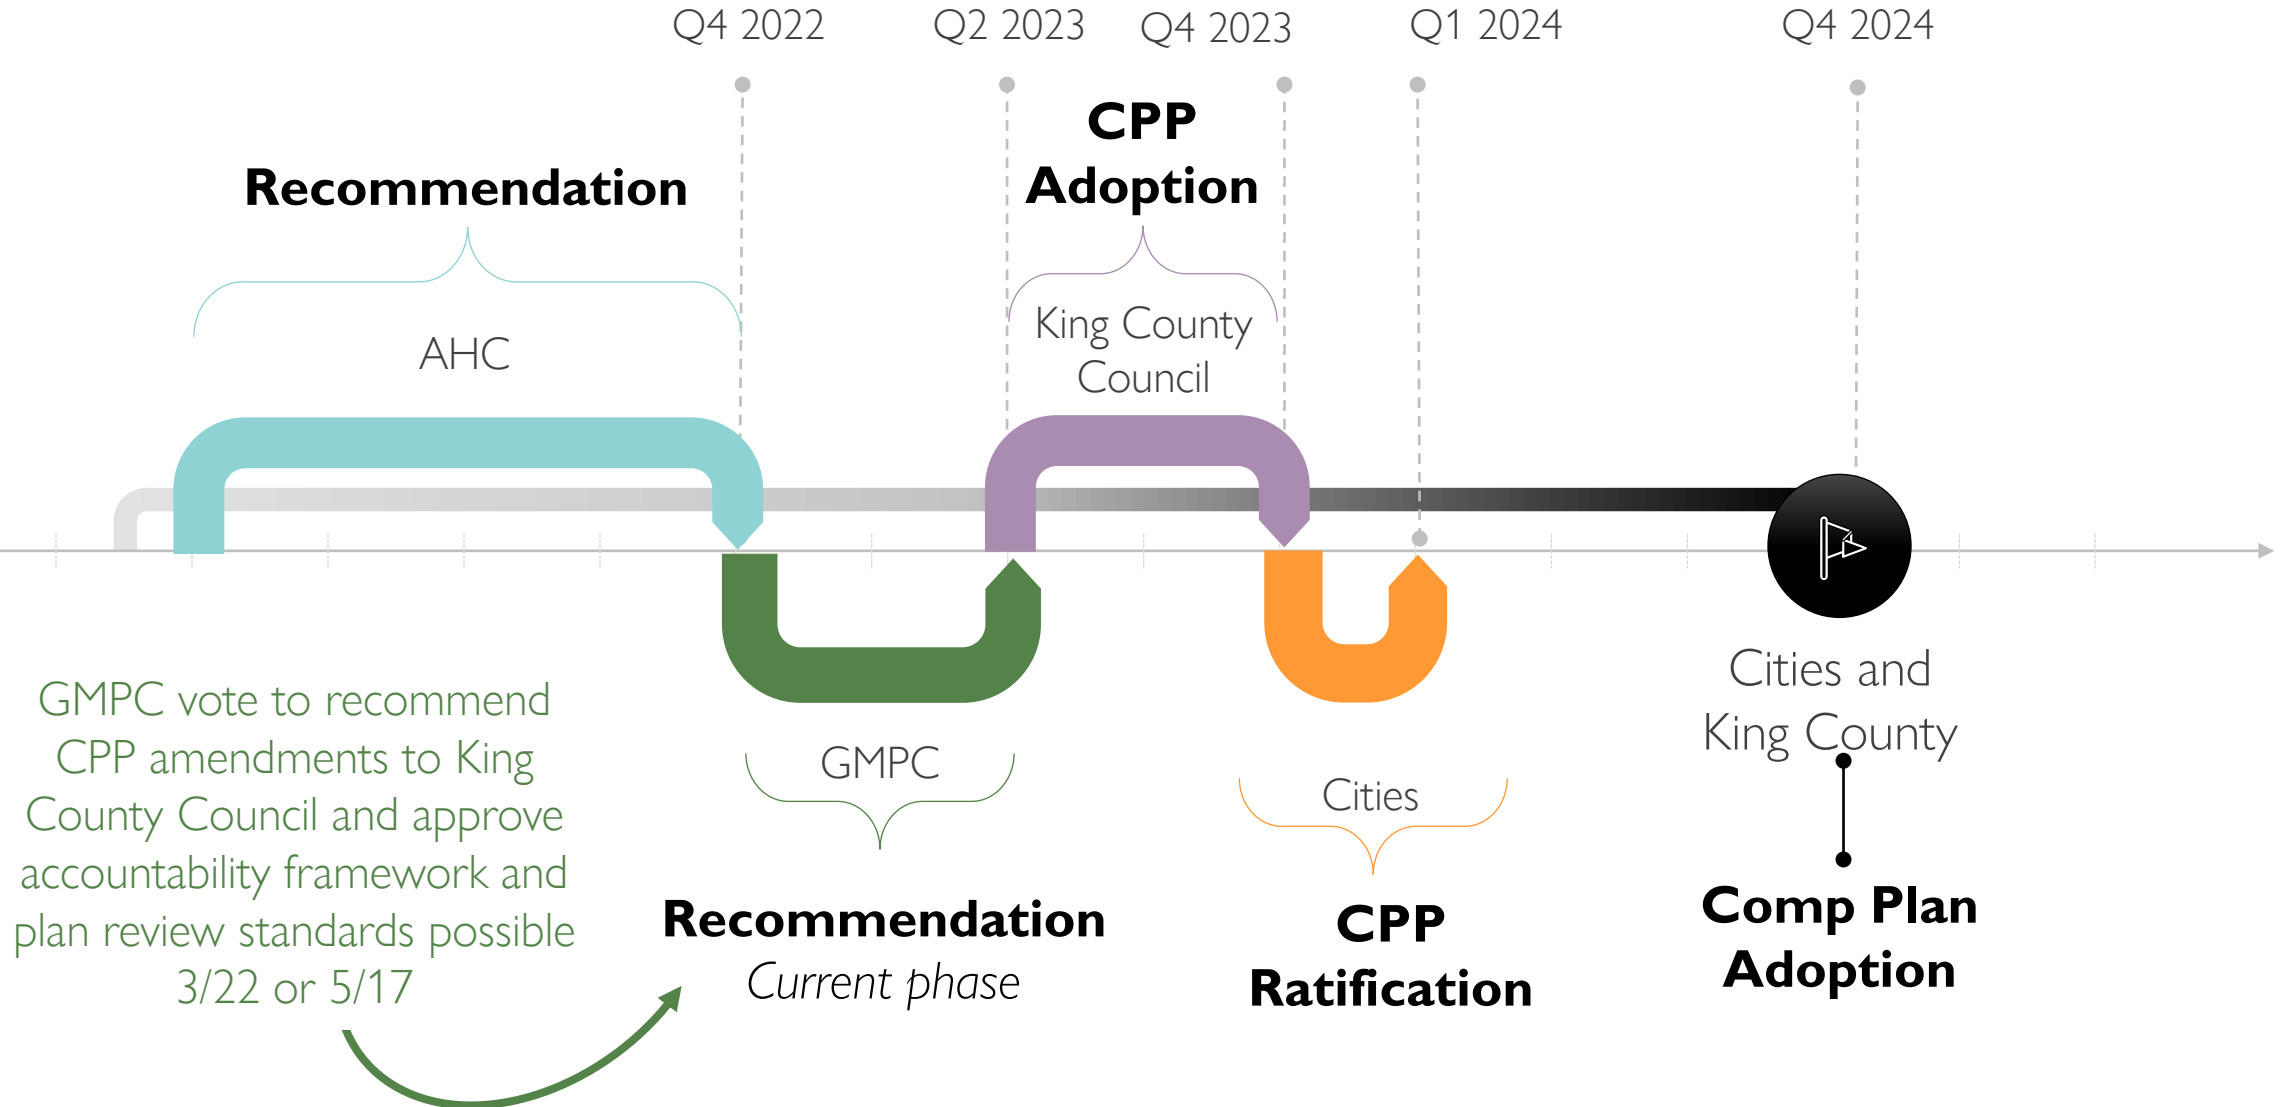 Q4 2022
Q2 2023
Q4 2023
Q1 2024
Q4 2024
Recommendation
AHC
CPP
Adoption
King County
Council
GMPC vote to recommend
CPP amendments to King
County Council and approve
accountability framework and
plan review standards possible
3/22 or 5/17
GMPC
Recommendation
Current phase
Cities
CPP
Ratification
Cities and
King County
Comp Plan
Adoption